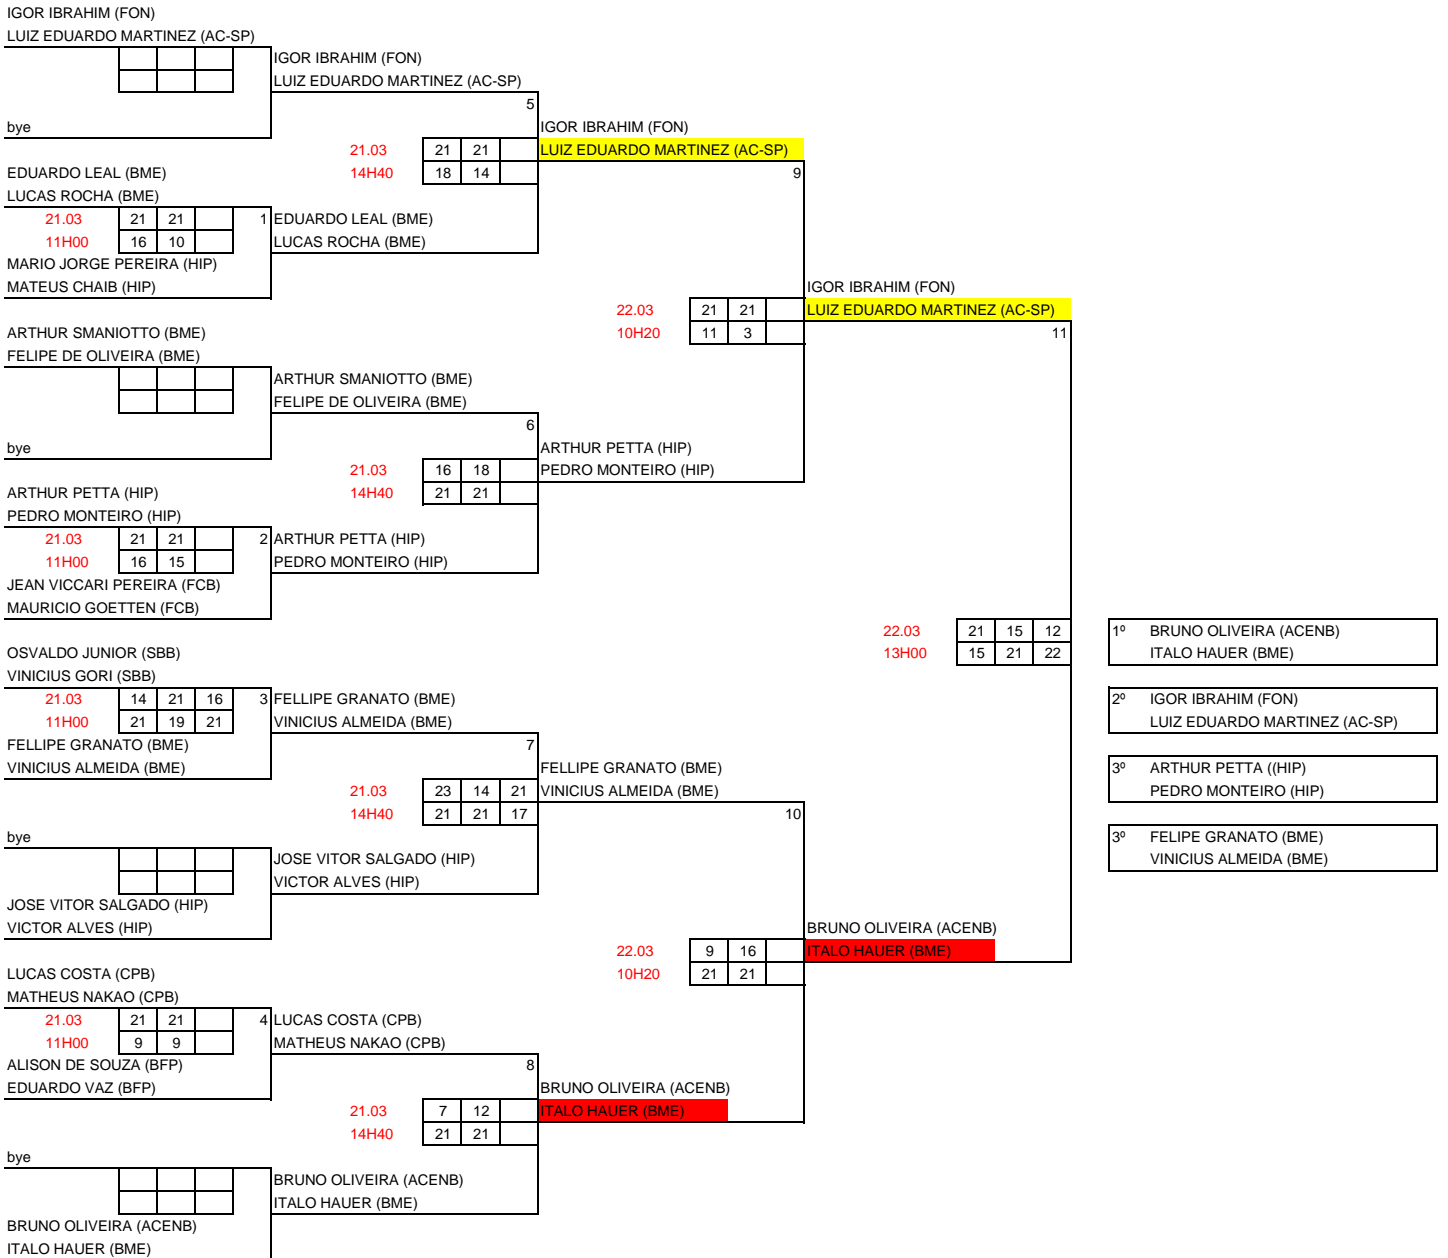 IGOR IBRAHIM (FON)
LUIZ EDUARDO MARTINEZ (AC-SP)
IGOR IBRAHIM (FON)
LUIZ EDUARDO MARTINEZ (AC-SP)
5
bye IGOR IBRAHIM (FON)
21.03 21 21 LUIZ EDUARDO MARTINEZ (AC-SP)
EDUARDO LEAL (BME) 14H40 18 14 9
LUCAS ROCHA (BME)
21.03 21 21 1 EDUARDO LEAL (BME)
11H00 16 10 LUCAS ROCHA (BME)
MARIO JORGE PEREIRA (HIP)
MATEUS CHAIB (HIP) IGOR IBRAHIM (FON)
22.03 21 21 LUIZ EDUARDO MARTINEZ (AC-SP)
ARTHUR SMANIOTTO (BME) 10H20 11 3 11
FELIPE DE OLIVEIRA (BME)
ARTHUR SMANIOTTO (BME)
FELIPE DE OLIVEIRA (BME)
6
bye ARTHUR PETTA (HIP)
21.03 16 18 PEDRO MONTEIRO (HIP)
ARTHUR PETTA (HIP) 14H40 21 21
PEDRO MONTEIRO (HIP)
21.03 21 21 2 ARTHUR PETTA (HIP)
11H00 16 15 PEDRO MONTEIRO (HIP)
JEAN VICCARI PEREIRA (FCB)
MAURICIO GOETTEN (FCB)
22.03 21 15 12 1º BRUNO OLIVEIRA (ACENB)
OSVALDO JUNIOR (SBB) 13H00 15 21 22 ITALO HAUER (BME)
VINICIUS GORI (SBB)
21.03 14 21 16 3 FELLIPE GRANATO (BME) 2º IGOR IBRAHIM (FON)
11H00 21 19 21 VINICIUS ALMEIDA (BME) LUIZ EDUARDO MARTINEZ (AC-SP)
FELLIPE GRANATO (BME) 7
VINICIUS ALMEIDA (BME) FELLIPE GRANATO (BME) 3º ARTHUR PETTA ((HIP)
21.03 23 14 21 VINICIUS ALMEIDA (BME) PEDRO MONTEIRO (HIP)
14H40 21 21 17 10
bye 3º FELIPE GRANATO (BME)
JOSE VITOR SALGADO (HIP) VINICIUS ALMEIDA (BME)
VICTOR ALVES (HIP)
JOSE VITOR SALGADO (HIP)
VICTOR ALVES (HIP) BRUNO OLIVEIRA (ACENB)
22.03 9 16 ITALO HAUER (BME)
LUCAS COSTA (CPB) 10H20 21 21
MATHEUS NAKAO (CPB)
21.03 21 21 4 LUCAS COSTA (CPB)
11H00 9 9 MATHEUS NAKAO (CPB)
ALISON DE SOUZA (BFP) 8
EDUARDO VAZ (BFP) BRUNO OLIVEIRA (ACENB)
21.03 7 12 ITALO HAUER (BME)
14H40 21 21
bye
BRUNO OLIVEIRA (ACENB)
ITALO HAUER (BME)
BRUNO OLIVEIRA (ACENB)
ITALO HAUER (BME)